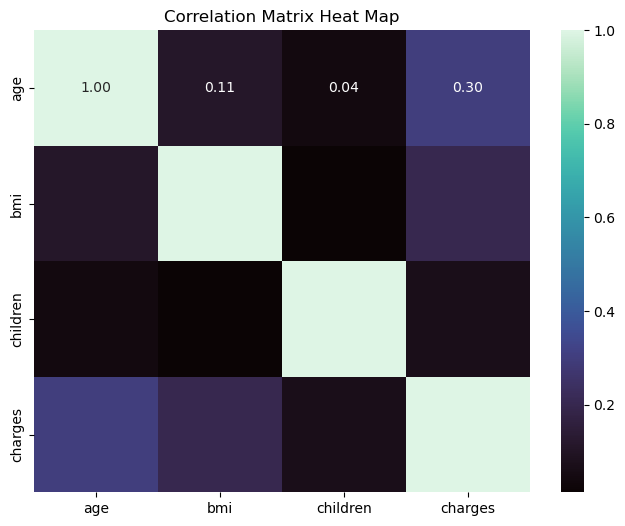 Correlation Matrix Heat Map
age
1.00 0.11 0.04 0.30
bmi
children
charges
age bmi children charges
1.0
0.8
0.6
0.4
0.2